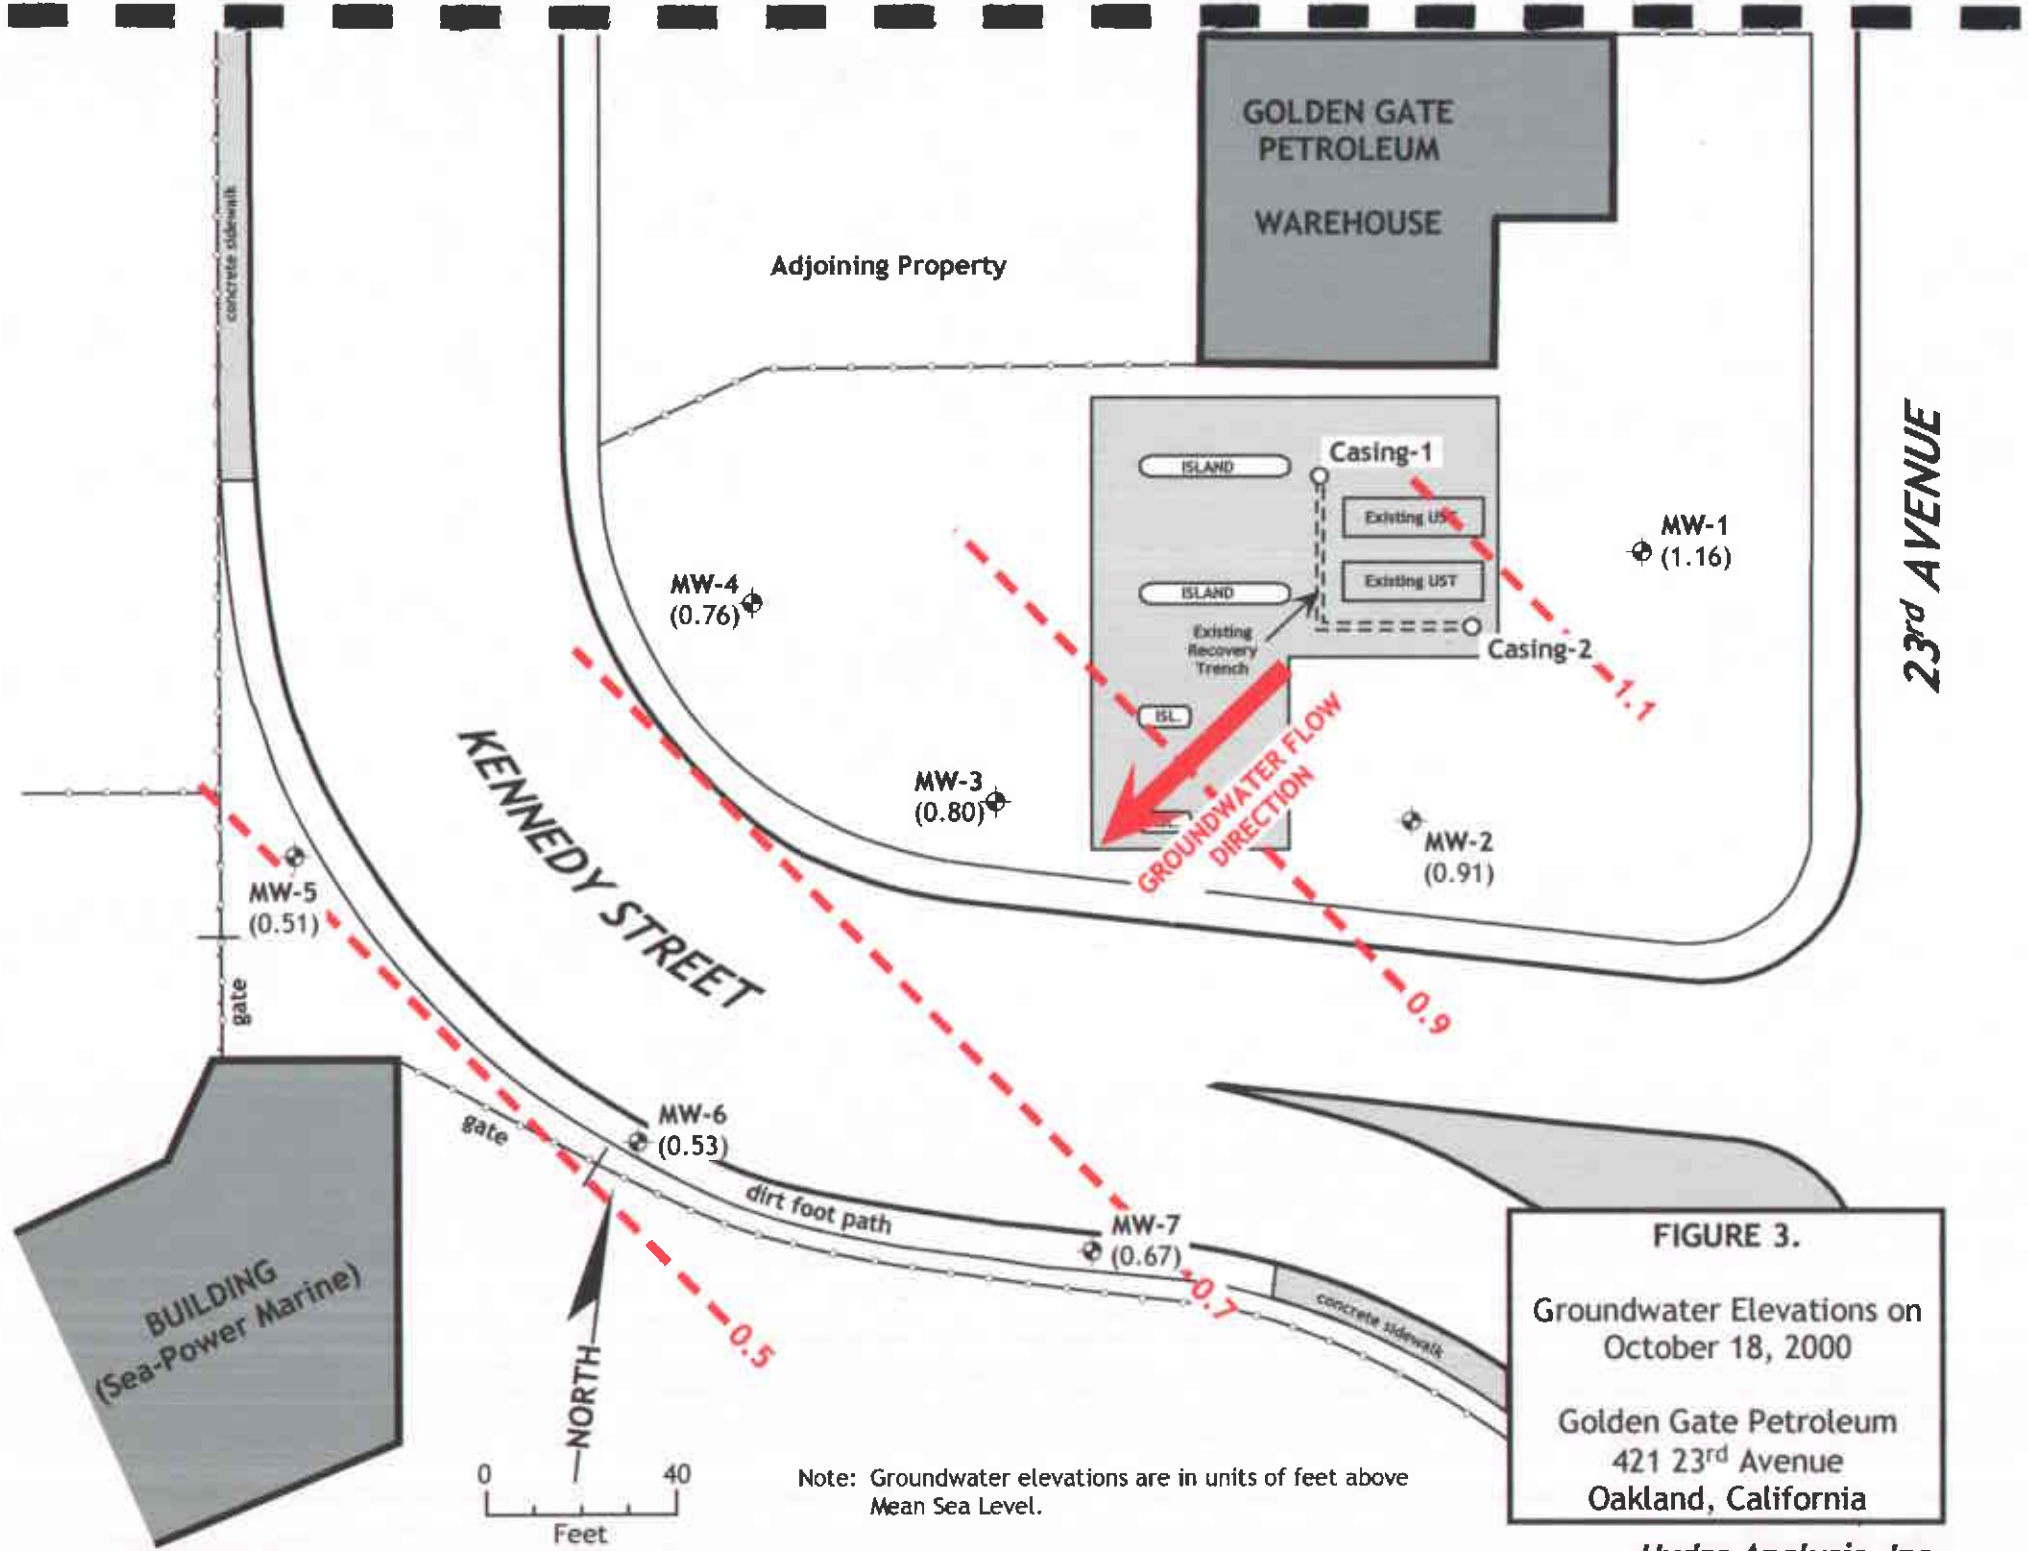 GOLDEN GATE
PETROLEUM
WAREHOUSE
concrete sidewalk
Adjoining Property
23rd AVENUE
Casing-1
ISLAND
Existing UST
MW-1
(1.16)
MW-4
(0.76)
ISLAND
Existing UST
Existing
Recovery
Trench
Casing-2
1.1
ISL.
GROUNDWATER FLOW
DIRECTION
KENNEDY STREET
MW-3
(0.80)
MW-2
(0.91)
MW-5
(0.51)
gate
0.9
MW-6
(0.53)
gate
dirt foot path
MW-7
(0.67)
0.7
concrete sidewalk
0.5
BUILDING
(Sea-Power Marine)
NORTH
0 40
Feet
Note: Groundwater elevations are in units of feet above
Mean Sea Level.
FIGURE 3.
Groundwater Elevations on
October 18, 2000
Golden Gate Petroleum
421 23rd Avenue
Oakland, California